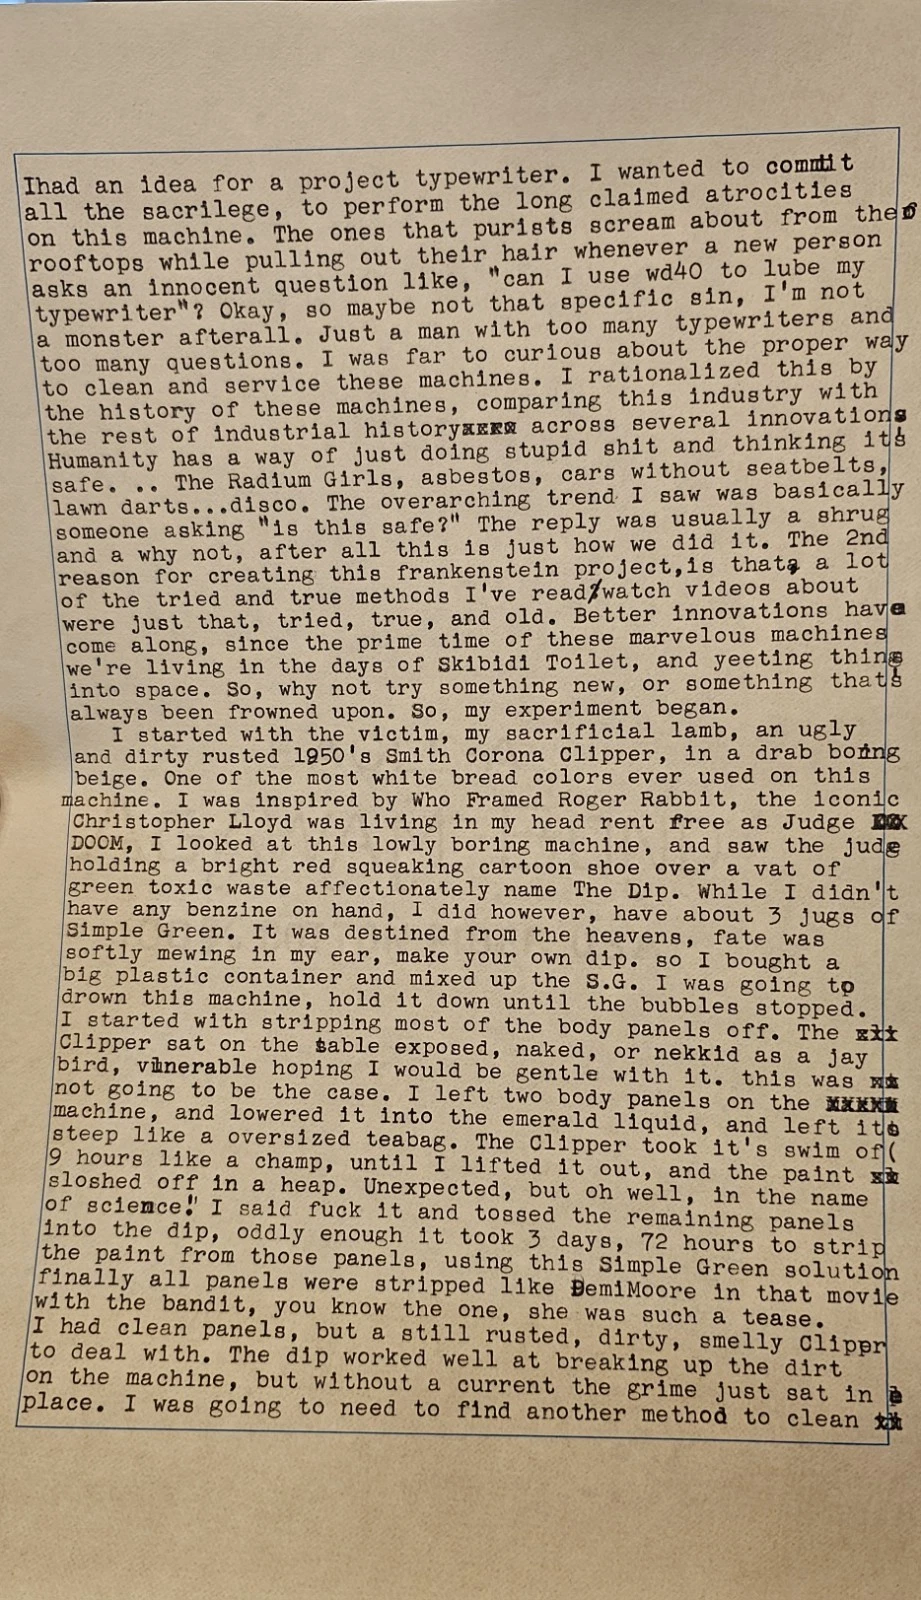 Ihad an idea for a project typewriter. I wanted to commit
all the sacrilege, to perform the long claimed atrocities
on this machine. The ones that purists scream about from the
rooftops while pulling out their hair whenever a new person
asks an innocent question like, "can I use wd40 to lube my
typewriter"? Okay, so maybe not that specific sin, I'm not
a monster afterall. Just a man with too many typewriters and
too many questions. I was far to curious about the proper way
to clean and service these machines. I rationalized this by
the history of these machines, comparing this industry with
the rest of industrial history across several innovations
Humanity has a way of just doing stupid shit and thinking it's
safe. .. The Radium Girls, asbestos, cars without seatbelts,
lawn darts...disco. The overarching trend I saw was basically
someone asking "is this safe?" The reply was usually a shrug
and a why not, after all this is just how we did it. The 2nd
reason for creating this frankenstein project,is that, a lot
of the tried and true methods I've read/watch videos about
were just that, tried, true, and old. Better innovations have
come along, since the prime time of these marvelous machines
we're living in the days of Skibidi Toilet, and yeeting things
into space. So, why not try something new, or something that's
always been frowned upon. So, my experiment began.
I started with the victim, my sacrificial lamb, an ugly
and dirty rusted 1950's Smith Corona Clipper, in a drab boring
beige. One of the most white bread colors ever used on this
machine. I was inspired by Who Framed Roger Rabbit, the iconic
Christopher Lloyd was living in my head rent free as Judge
DOOM, I looked at this lowly boring machine, and saw the jude
holding a bright red squeaking cartoon shoe over a vat of
green toxic waste affectionately name The Dip. While I didn't
have any benzine on hand, I did however, have about 3 jugs of
Simple Green. It was destined from the heavens, fate was
softly mewing in my ear, make your own dip. so I bought a
big plastic container and mixed up the S.G. I was going to
drown this machine, hold it down until the bubbles stopped.
I started with stripping most of the body panels off. The
Clipper sat on the table exposed, naked, or nekkid as a jay
bird, vulnerable hoping I would be gentle with it. this was
not going to be the case. I left two body panels on the
machine, and lowered it into the emerald liquid, and left it
steep like a oversized teabag. The Clipper took it's swim of(
9 hours like a champ, until I lifted it out, and the paint
sloshed off in a heap. Unexpected, but oh well, in the name
of science!" I said fuck it and tossed the remaining panels
into the dip, oddly enough it took 3 days, 72 hours to strip
the paint from those panels, using this Simple Green solution
finally all panels were stripped like DemiMoore in that movie
with the bandit, you know the one, she was such a tease.
I had clean panels, but a still rusted, dirty, smelly Clippr
to deal with. The dip worked well at breaking up the dirt
on the machine, but without a current the grime just sat in
place. I was going to need to find another method to clean